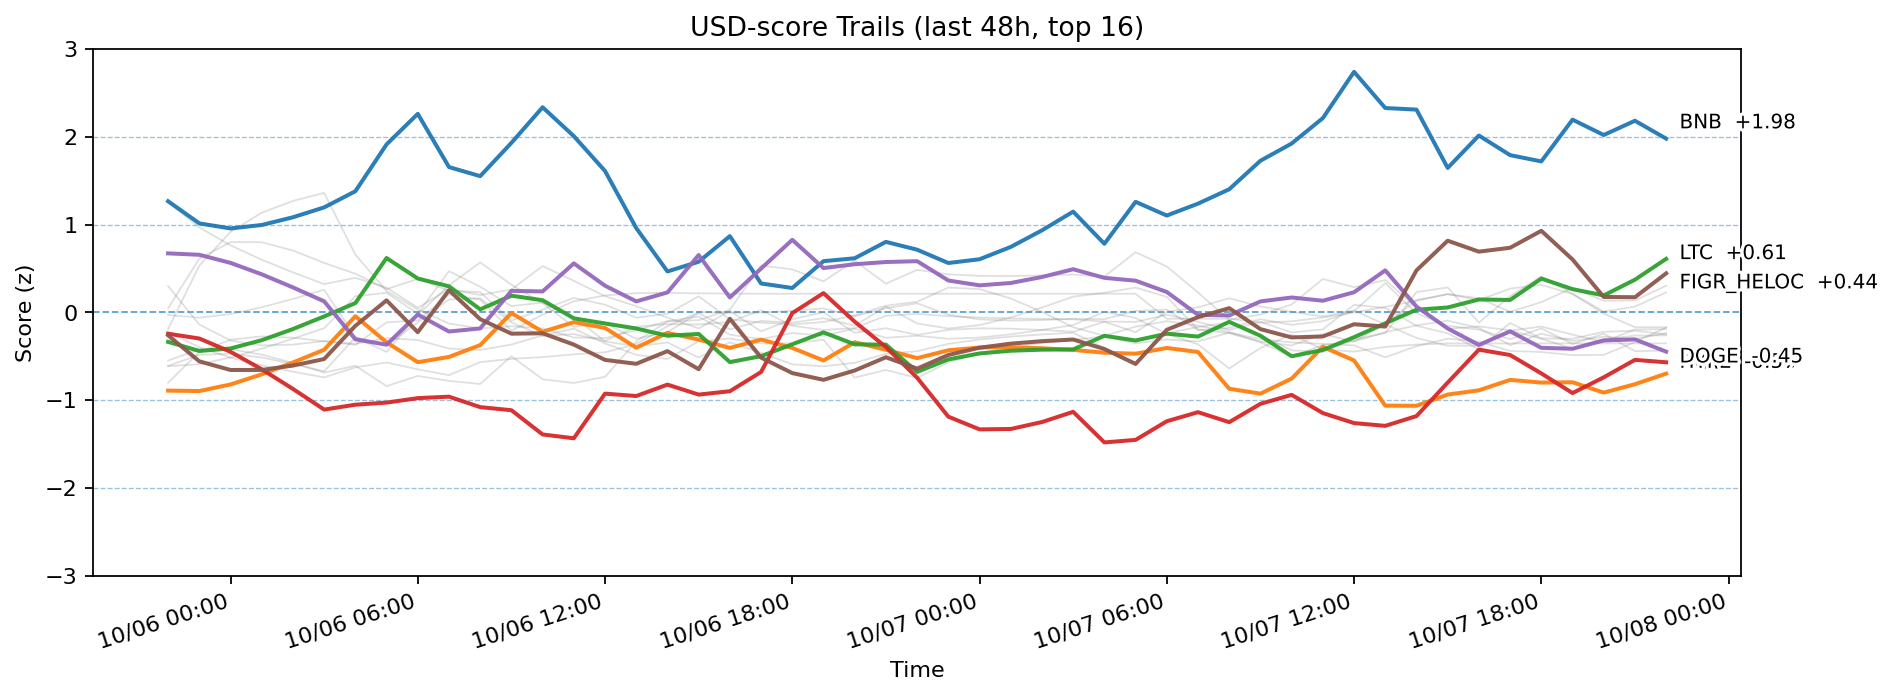 USD-score Trails (last 48h, top 16)
3
2
1
0
−1
−2
−3
Score (z)
BNB +1.98
LTC +0.61
FIGR_HELOC +0.44
DOGE -0.45
10/06 00:00
10/06 06:00
10/06 12:00
10/06 18:00
10/07 00:00
10/07 06:00
10/07 12:00
10/07 18:00
10/08 00:00
Time